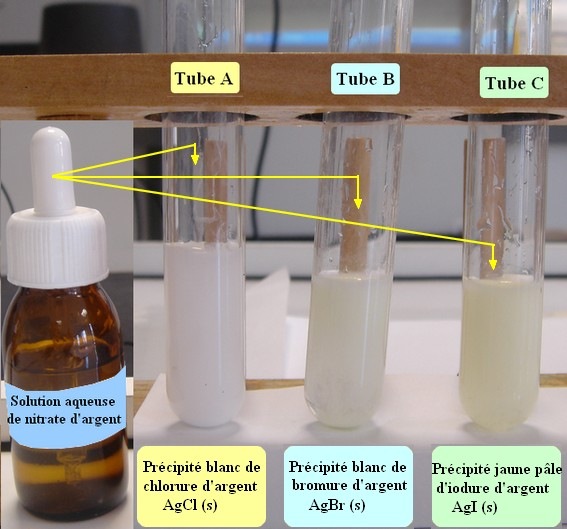 Tube A
Tube B
Tube C
Solution aqueuse
de nitrate d'argent
Précipité blanc de
chlorure d'argent
AgCl (s)
Précipité blanc de
bromure d'argent
AgBr (s)
Précipité jaune pâle
d'iodure d'argent
AgI (s)